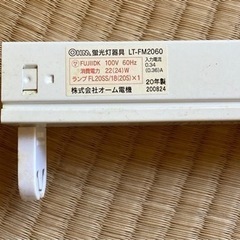 OHM 蛍光灯器具 LT-FM2060
FUJIIDK 100V 60Hz
消費電力 22(24)W
ランプ FL20SS/18(20S)×1
入力電流
0.34
(0.36)A
20年製
株式会社オーム電機 200824